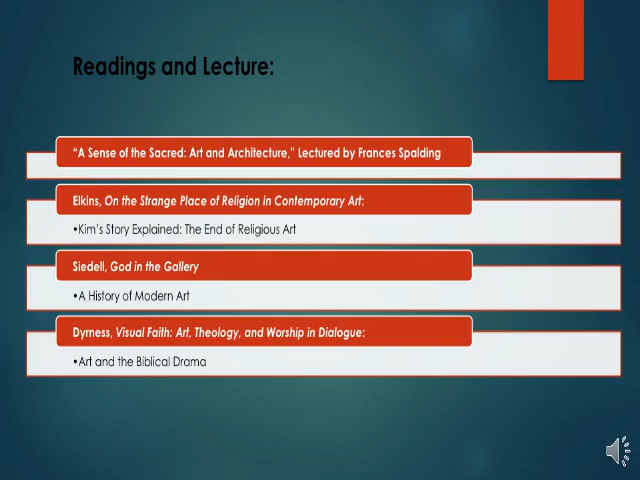 Readings and Lecture:
“A Sense of the Sacred: Art and Architecture,” Lectured by Frances Spalding
Elkins, On the Strange Place of Religion in Contemporary Art:
•Kim’s Story Explained: The End of Religious Art
Siedell, God in the Gallery
•A History of Modern Art
Dyrness, Visual Faith: Art, Theology, and Worship in Dialogue:
•Art and the Biblical Drama